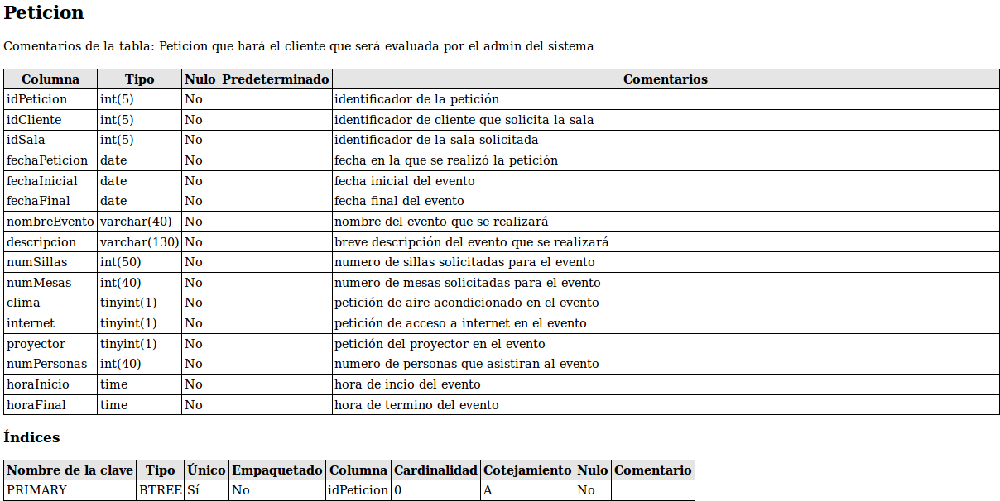 Peticion
Comentarios de la tabla: Peticion que hará el cliente que será evaluada por el admin del sistema
Columna Tipo Nulo Predeterminado Comentarios
idPeticion int(5) No identificador de la petición
idCliente int(5) No identificador de cliente que solicita la sala
idSala int(5) No identificador de la sala solicitada
fechaPeticion date No fecha en la que se realizó la petición
fechaInicial date No fecha inicial del evento
fechaFinal date No fecha final del evento
nombreEvento varchar(40) No nombre del evento que se realizará
descripcion varchar(130) No breve descripción del evento que se realizará
numSillas int(50) No numero de sillas solicitadas para el evento
numMesas int(40) No numero de mesas solicitadas para el evento
clima tinyint(1) No petición de aire acondicionado en el evento
internet tinyint(1) No petición de acceso a internet en el evento
proyector tinyint(1) No petición del proyector en el evento
numPersonas int(40) No numero de personas que asistiran al evento
horaInicio time No hora de incio del evento
horaFinal time No hora de termino del evento
Índices
Nombre de la clave Tipo Único Empaquetado Columna Cardinalidad Cotejamiento Nulo Comentario
PRIMARY BTREE Sí No idPeticion 0 A No